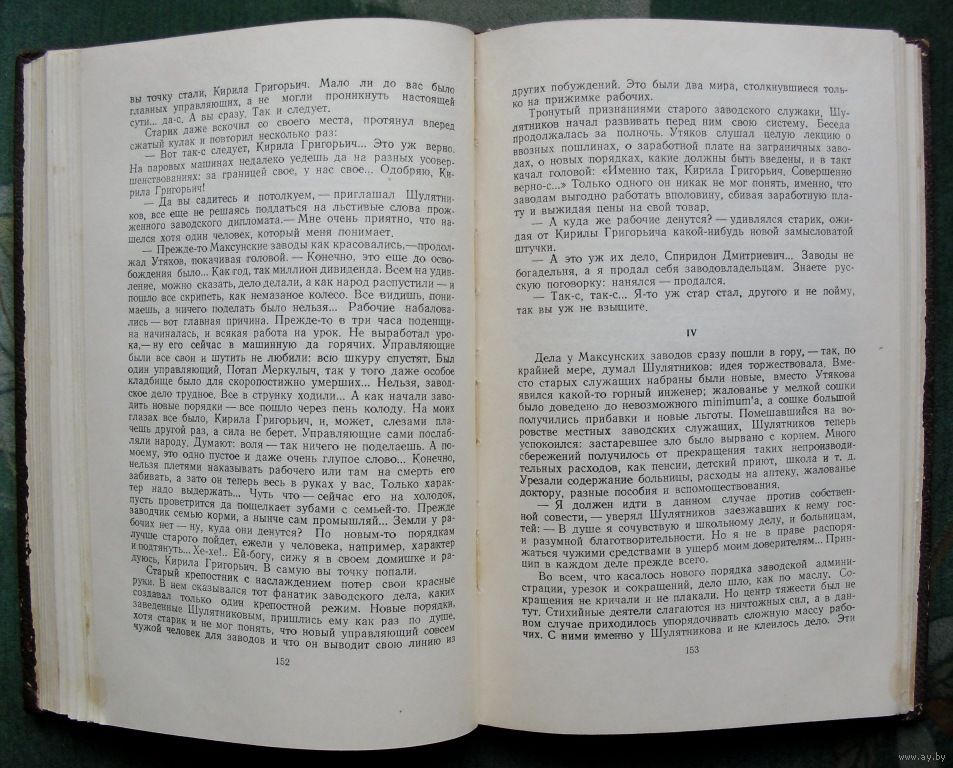 вы точку стали, Кирила Григорьич. Мало ли до вас было
главных управляющих, а не могли проникнуть настоящей
сути... да-с. А вы сразу. Так и следует.
Старик даже вскочил со своего места, протянул вперед
сжатый кулак и повторил несколько раз:
— Вот так-с следует, Кирила Григорьич... Это уж верно.
На паровых машинах недалеко уедешь да на разных усовер-
шенствованиях: за границей свое, у нас свое... Одобряю, Ки-
рила Григорьич!
— Да вы садитесь и потолкуем, — приглашал Шулятни-
ков, все еще не решаясь поддаться на льстивые слова прож-
женного заводского дипломата.— Мне очень приятно, что на-
шелся хотя один человек, который меня понимает.
— Прежде-то Максунские заводы как красовались,—продол-
жал Утяков, покачивая головой. — Конечно, это еще до осво-
бождения было... Как год, так миллион дивиденда. Всем на удив-
ление, можно сказать, дело делали, а как народ распустили — и
пошло все скрипеть, как немазаное колесо. Все видишь, пони-
маешь, а ничего поделать было нельзя... Рабочие набалова-
лись — вот главная причина. Прежде-то в три часа поденщи-
на начиналась, и всякая работа на урок. Не выработал уро-
ка,— ну его сейчас в машинную да горячих. Управляющие
были все свои и шутить не любили: всю шкуру спустят. Был
один управляющий, Потап Меркулыч, так у того даже особое
кладбище было для скоропостижно умерших... Нельзя, завод-
ское дело трудное. Все в струнку ходили... А как начали заво-
дить новые порядки — все пошло через пень колоду. На моих
глазах все было, Кирила Григорьич, и, может, слезами пла-
чешь другой раз, а сила не берет. Управляющие сами послаб-
ляли народу. Думают: воля — так ничего не поделаешь. А по-
моему, это одно пустое и даже очень глупое слово... Конечно,
нельзя плетями наказывать рабочего или там на смерть его
забивать, а зато он теперь весь в руках у вас. Только харак-
тер надо выдержать... Чуть что — сейчас его на холодок,
пусть проветрится да пощелкает зубами с семьей-то. Прежде
заводчик семью корми, а нынче сам промышляй... Земли у ра-
бочих нет — ну, куда они денутся? По новым-то порядкам
лучше старого пойдет, ежели у человека, например, характер
и подтянуть... Хе-хе!.. Ей-богу, сижу я в своем домишке и ра-
дуюсь, Кирила Григорьич. В самую вы точку попали.
Старый крепостник с наслаждением потер свои красные
руки. В нем сказывался тот фанатик заводского дела, каких
создавал только один крепостной режим. Новые порядки,
заведенные Шулятниковым, пришлись ему как раз по душе,
хотя старик и не мог понять, что новый управляющий совсем
чужой человек для заводов и что он выводит свою линию из
152
других побуждений. Это были два мира, столкнувшиеся толь-
ко на прижимке рабочих.
Тронутый признаниями старого заводского служаки, Шу-
лятников начал развивать перед ним свою систему. Беседа
продолжалась за полночь. Утяков слушал целую лекцию о
ввозных пошлинах, о заработной плате на заграничных заво-
дах, о новых порядках, какие должны быть введены, и в такт
качал головой: «Именно так, Кирила Григорьич. Совершенно
верно-с...» Только одного он никак не мог понять, именно, что
заводам выгодно работать вполовину, сбивая заработную пла-
ту и выжидая цены на свой товар.
— А куда же рабочие денутся? — удивлялся старик, ожи-
дая от Кирилы Григорьича какой-нибудь новой замысловатой
штучки.
— А это уж их дело, Спиридон Дмитриевич... Заводы не
богадельня, а я продал себя заводовладельцам. Знаете рус-
скую поговорку: нанялся — продался.
— Так-с, так-с... Я-то уж стар стал, другого и не пойму,
так вы уж не взыщите.
IV
Дела у Максунских заводов сразу пошли в гору, — так, по
крайней мере, думал Шулятников: идея торжествовала. Вме-
сто старых служащих набраны были новые, вместо Утякова
явился какой-то горный инженер; жалованье у мелкой сошки
было доведено до невозможного minimum'a, а сошке большой
получились прибавки и новые льготы. Помешавшийся на во-
ровстве местных заводских служащих, Шулятников теперь
успокоился: застаревшее зло было вырвано с корнем. Много
сбережений получилось от прекращения таких непроизводи-
тельных расходов, как пенсии, детский приют, школа и т. д.
Урезали содержание больницы, расходы на аптеку, жалованье
доктору, разные пособия и вспомоществования.
— Я должен идти в данном случае против собствен-
ной совести, — уверял Шулятников заезжавших к нему гос-
тей: — В душе я сочувствую и школьному делу, и больницам,
и разумной благотворительности. Но я не в праве распоря-
жаться чужими средствами в ущерб моим доверителям... Прин-
цип в каждом деле прежде всего.
Во всем, что касалось нового порядка заводской админи-
страции, урезок и сокращений, дело шло, как по маслу. Со-
кращения не кричали и не плакали. Но центр тяжести был не
тут. Стихийные деятели слагаются из ничтожных сил, а в дан-
ном случае приходилось упорядочивать сложную массу рабо-
чих. С ними именно у Шулятникова и не клеилось дело. Эти
153
www.ay.by